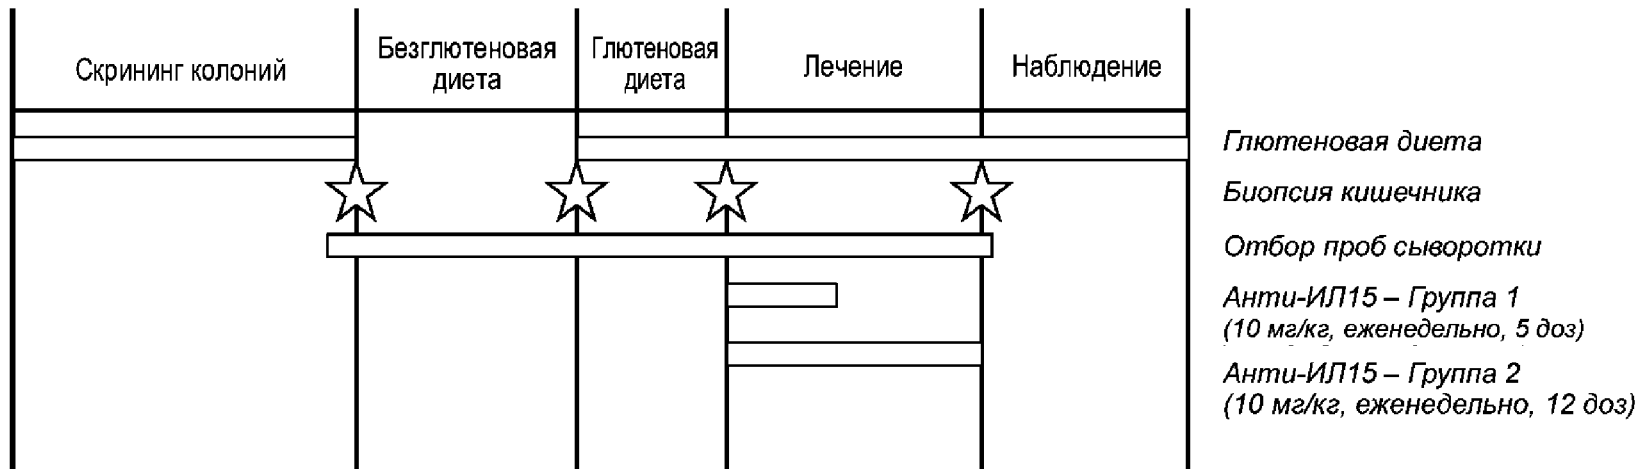 Скрининг колоний
Безглютеновая
диета
Глютеновая
диета
Лечение
Наблюдение
Глютеновая диета
Биопсия кишечника
Отбор проб сыворотки
Анти-ИЛ15 – Группа 1
(10 мг/кг, еженедельно, 5 доз)
Анти-ИЛ15 – Группа 2
(10 мг/кг, еженедельно, 12 доз)